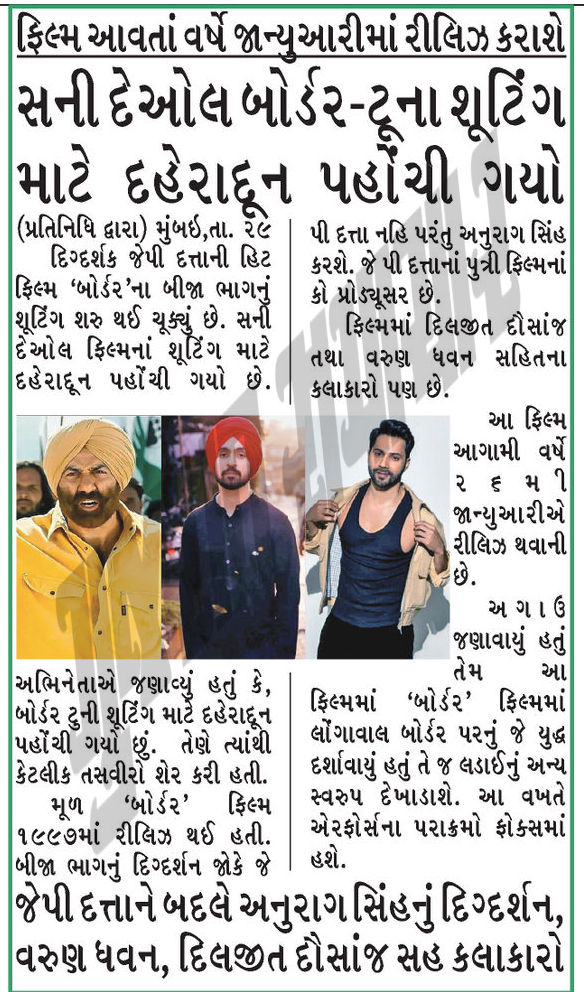 ફિલ્મ આવતાં વર્ષે જાન્યુઆરીમાં રીલિઝ કરાશે
સની દેઓલ બોર્ડર-ટૂના શૂટિંગ
માટે દહેરાદૂન પહોંચી ગયો
(પ્રતિનિધિ દ્વારા) મુંબઇ,તા. ૨૯
દિગ્દર્શક જેપી દત્તાની હિટ
ફિલ્મ ‘બોર્ડર’ના બીજા ભાગનું
શૂટિંગ શરુ થઈ ચૂક્યું છે. સની
દેઓલ ફિલ્મનાં શૂટિંગ માટે
દહેરાદૂન પહોંચી ગયો છે.
અભિનેતાએ જણાવ્યું હતું કે,
બોર્ડર ટુની શૂટિંગ માટે દહેરાદૂન
પહોંચી ગયો છું. તેણે ત્યાંથી
કેટલીક તસવીરો શેર કરી હતી.
મૂળ ‘બોર્ડર’ ફિલ્મ
૧૯૯૭માં રીલિઝ થઈ હતી.
બીજા ભાગનું દિગ્દર્શન જોકે જે
પી દત્તા નહિ પરંતુ અનુરાગ સિંહ
કરશે. જે પી દત્તાનાં પુત્રી ફિલ્મનાં
કો પ્રોડ્યૂસર છે.
ફિલ્મમાં દિલજીત દૌસાંજ
તથા વરુણ ધવન સહિતના
કલાકારો પણ છે.
આ ફિલ્મ
આગામી વર્ષે
૨૬મી
જાન્યુઆરીએ
રીલિઝ થવાની
છે.
અગાઉ
જણાવાયું હતું
તેમ આ
ફિલ્મમાં ‘બોર્ડર’ ફિલ્મમાં
લોંગાવાલ બોર્ડર પરનું જે યુદ્ધ
દર્શાવાયું હતું તે જ લડાઈનું અન્ય
સ્વરુપ દેખાડાશે. આ વખતે
એરફોર્સના પરાક્રમો ફોક્સમાં
હશે.
જેપી દત્તાને બદલે અનુરાગ સિંહનું દિગ્દર્શન,
વરુણ ધવન, દિલજીત દૌસાંજ સહ કલાકારો